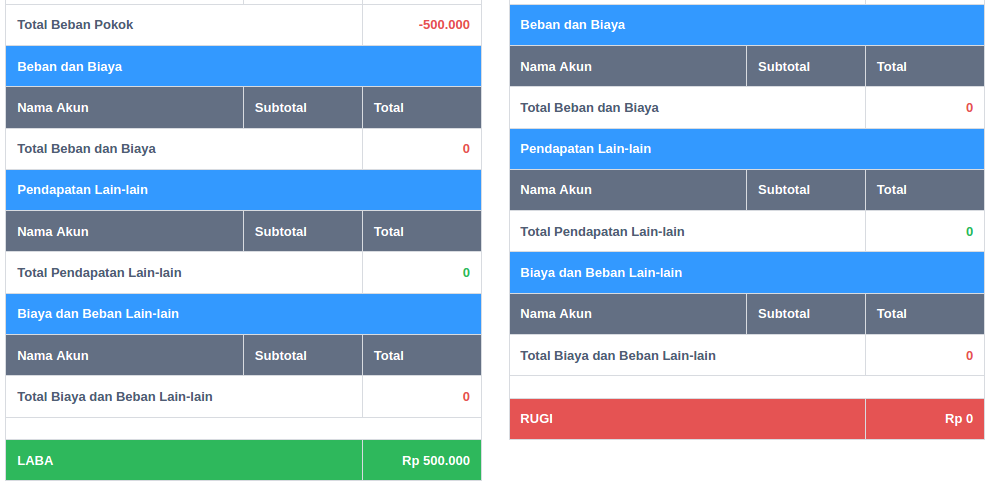 Total Beban Pokok -500.000
Beban dan Biaya
Nama Akun Subtotal Total
Total Beban dan Biaya 0
Pendapatan Lain-lain
Nama Akun Subtotal Total
Total Pendapatan Lain-lain 0
Biaya dan Beban Lain-lain
Nama Akun Subtotal Total
Total Biaya dan Beban Lain-lain 0
LABA Rp 500.000
Beban dan Biaya
Nama Akun Subtotal Total
Total Beban dan Biaya 0
Pendapatan Lain-lain
Nama Akun Subtotal Total
Total Pendapatan Lain-lain 0
Biaya dan Beban Lain-lain
Nama Akun Subtotal Total
Total Biaya dan Beban Lain-lain 0
RUGI Rp 0